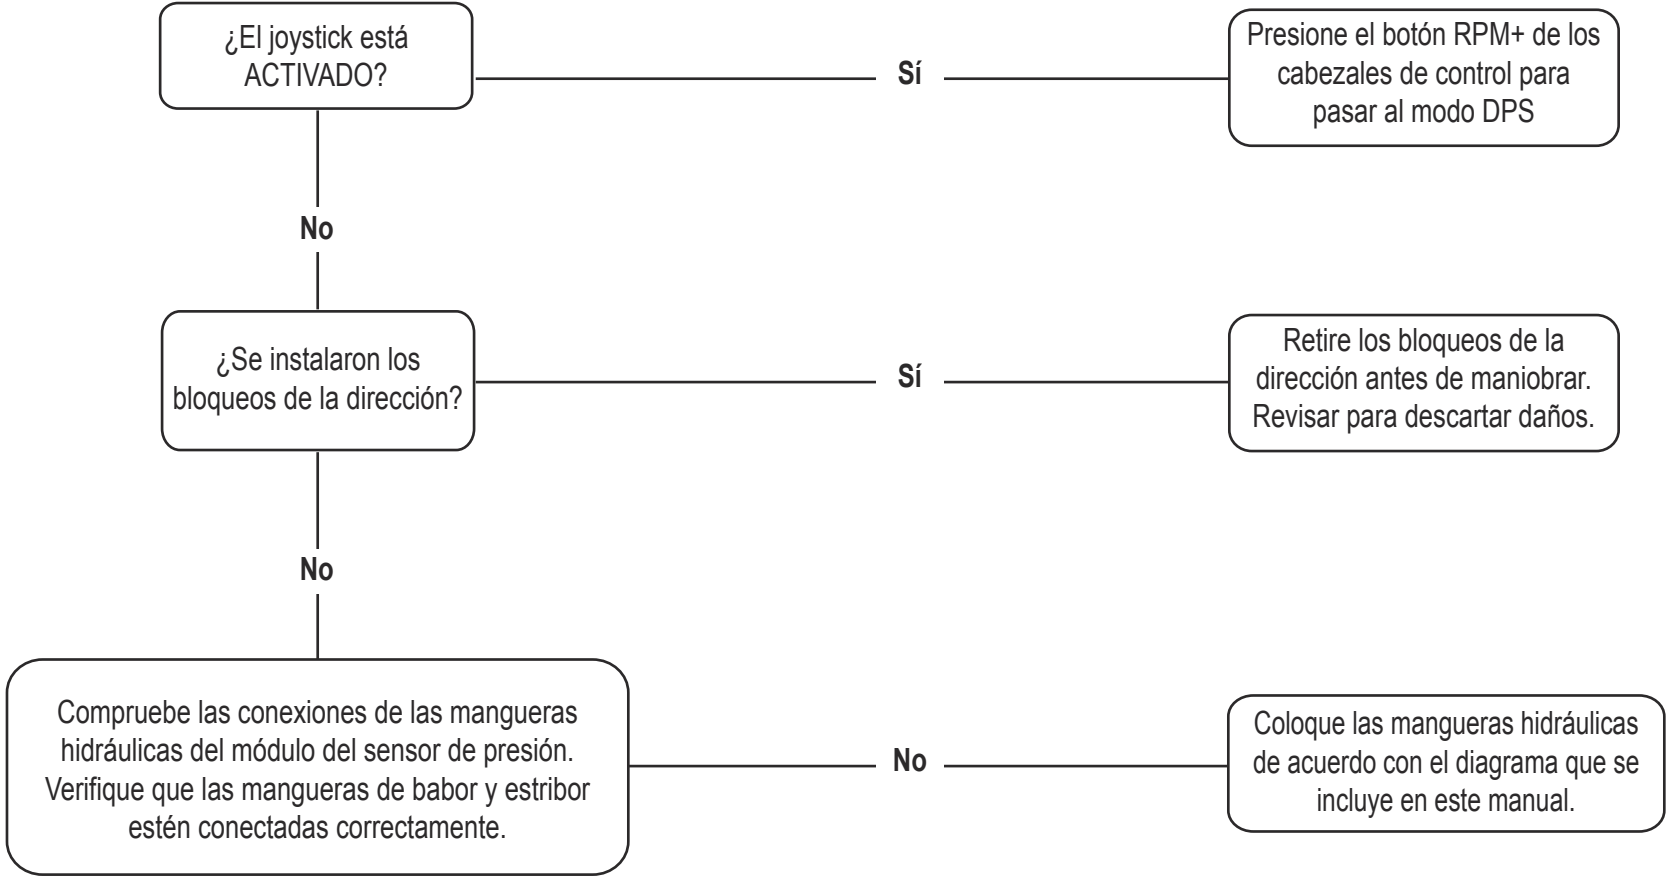 ¿El joystick está
ACTIVADO?
Sí
Presione el botón RPM+ de los
cabezales de control para
pasar al modo DPS
No
¿Se instalaron los
bloqueos de la dirección?
Sí
Retire los bloqueos de la
dirección antes de maniobrar.
Revisar para descartar daños.
No
Compruebe las conexiones de las mangueras
hidráulicas del módulo del sensor de presión.
Verifique que las mangueras de babor y estribor
estén conectadas correctamente.
No
Coloque las mangueras hidráulicas
de acuerdo con el diagrama que se
incluye en este manual.